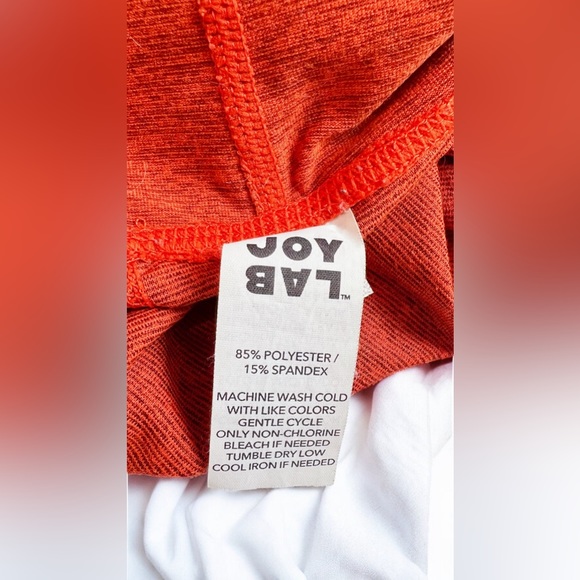 JOY
LAB™
85% POLYESTER /
15% SPANDEX
MACHINE WASH COLD
WITH LIKE COLORS
GENTLE CYCLE
ONLY NON-CHLORINE
BLEACH IF NEEDED
TUMBLE DRY LOW
COOL IRON IF NEEDED